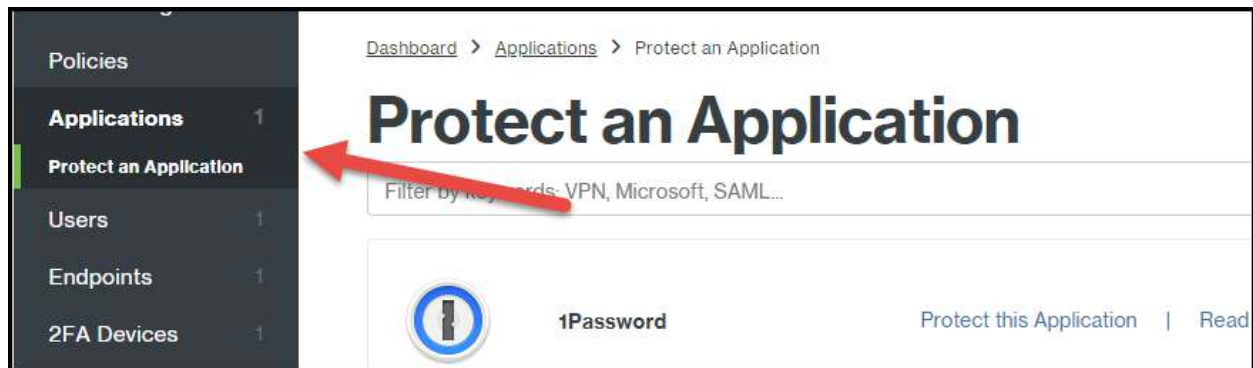 Policies
Applications 1
Protect an Application
Users 1
Endpoints 1
2FA Devices 1
Dashboard > Applications > Protect an Application
Protect an Application
Filter by keywords: VPN, Microsoft, SAML...
1Password
Protect this Application | Read